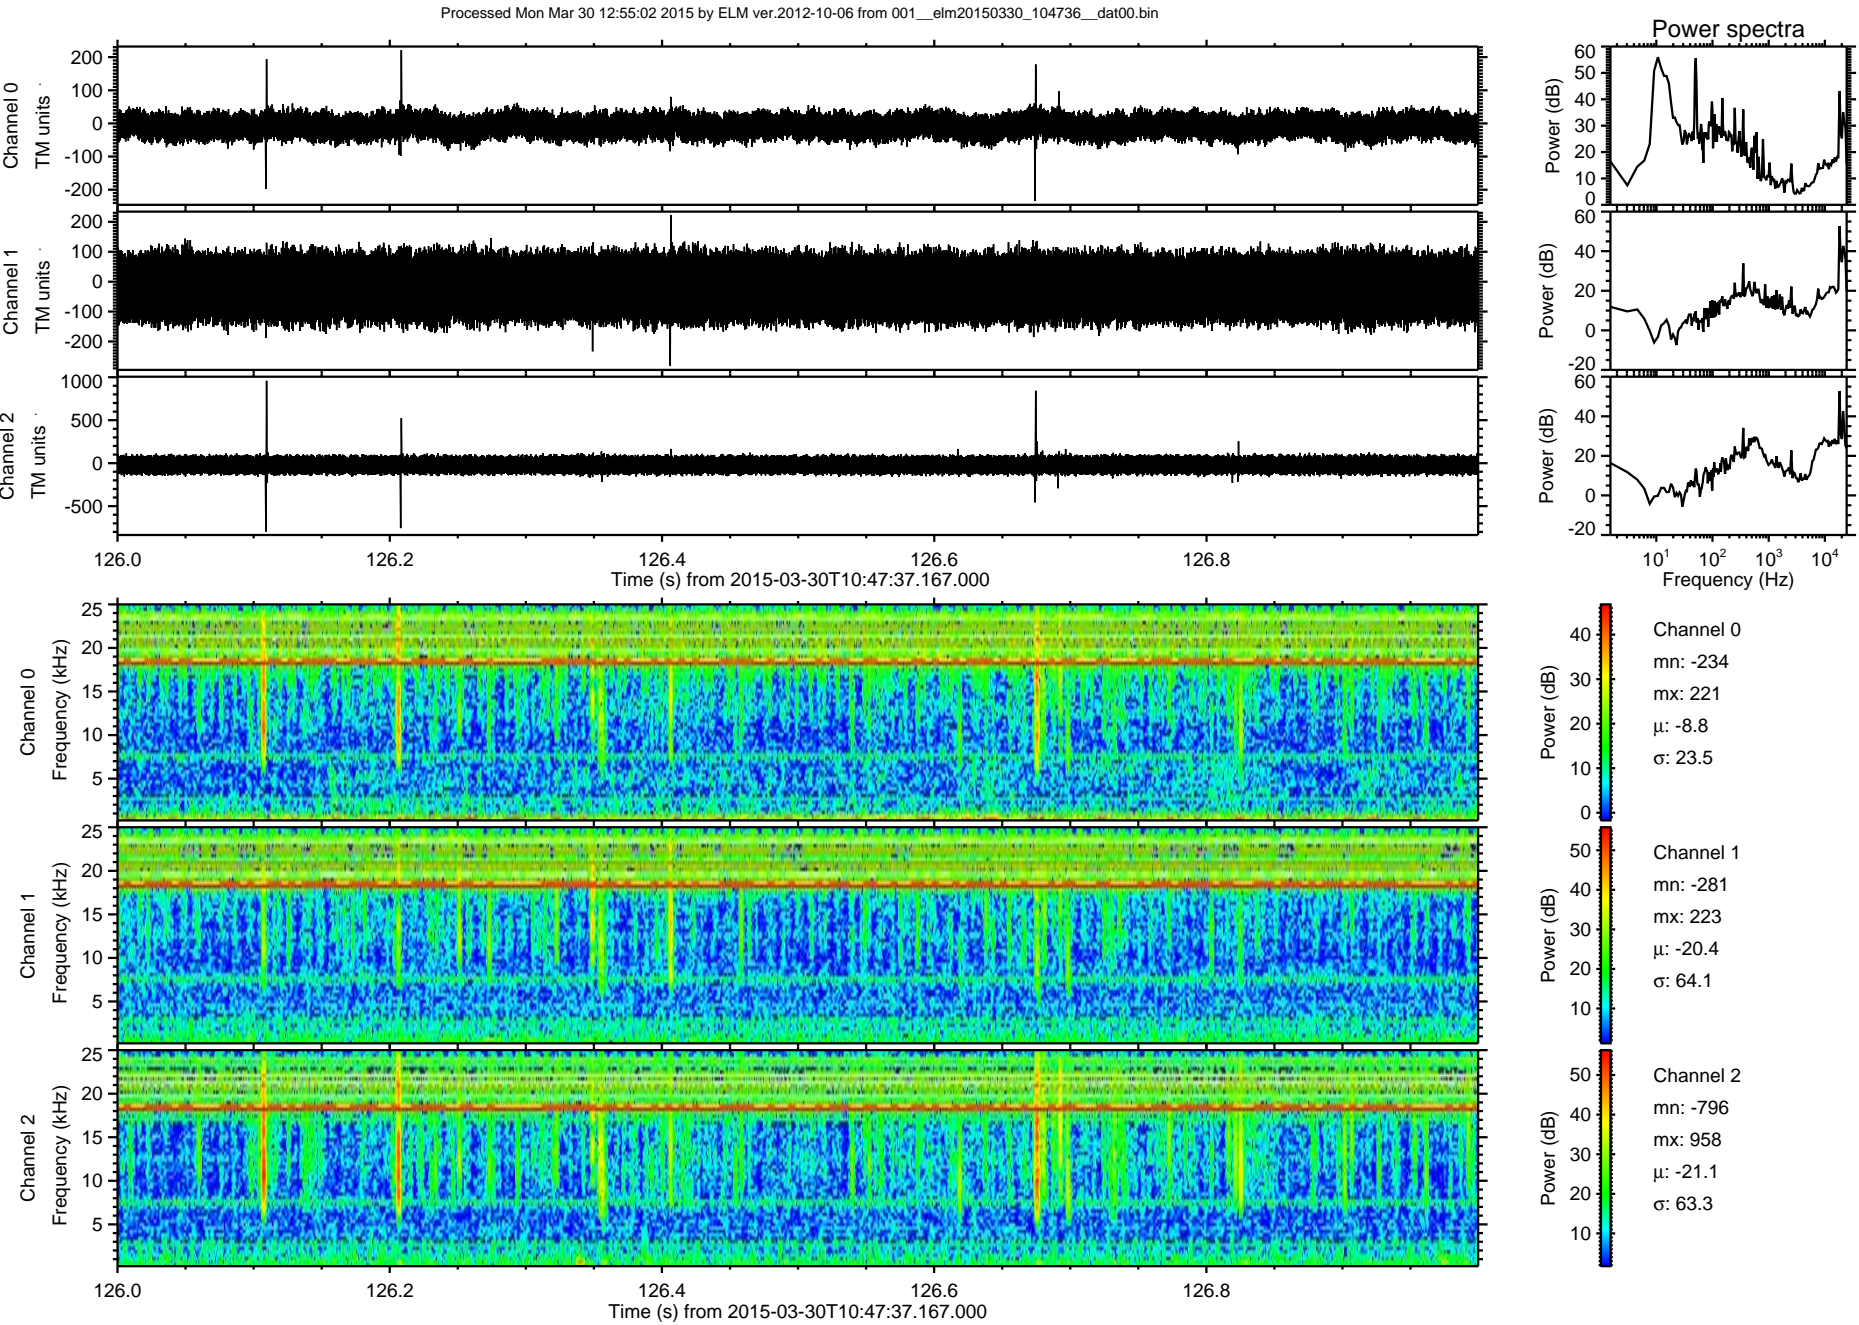 Processed Mon Mar 30 12:55:02 2015 by ELM ver.2012-10-06 from 001__elm20150330_104736__dat00.bin
Power spectra
Channel 0
TM units
200
100
0
-100
-200
Power (dB)
60
50
40
30
20
10
0
Channel 1
TM units
200
100
0
-100
-200
Power (dB)
60
40
20
0
-20
Channel 2
TM units
1000
500
0
-500
Power (dB)
60
40
20
0
-20
126.0 126.2 126.4 126.6 126.8
Time (s) from 2015-03-30T10:47:37.167.000
10¹ 10² 10³ 10⁴
Frequency (Hz)
Channel 0
Frequency (kHz)
25
20
15
10
5
Power (dB)
40
30
20
10
0
Channel 0
mn: -234
mx: 221
µ: -8.8
σ: 23.5
Channel 1
Frequency (kHz)
25
20
15
10
5
Power (dB)
50
40
30
20
10
Channel 1
mn: -281
mx: 223
µ: -20.4
σ: 64.1
Channel 2
Frequency (kHz)
25
20
15
10
5
Power (dB)
50
40
30
20
10
Channel 2
mn: -796
mx: 958
µ: -21.1
σ: 63.3
126.0 126.2 126.4 126.6 126.8
Time (s) from 2015-03-30T10:47:37.167.000